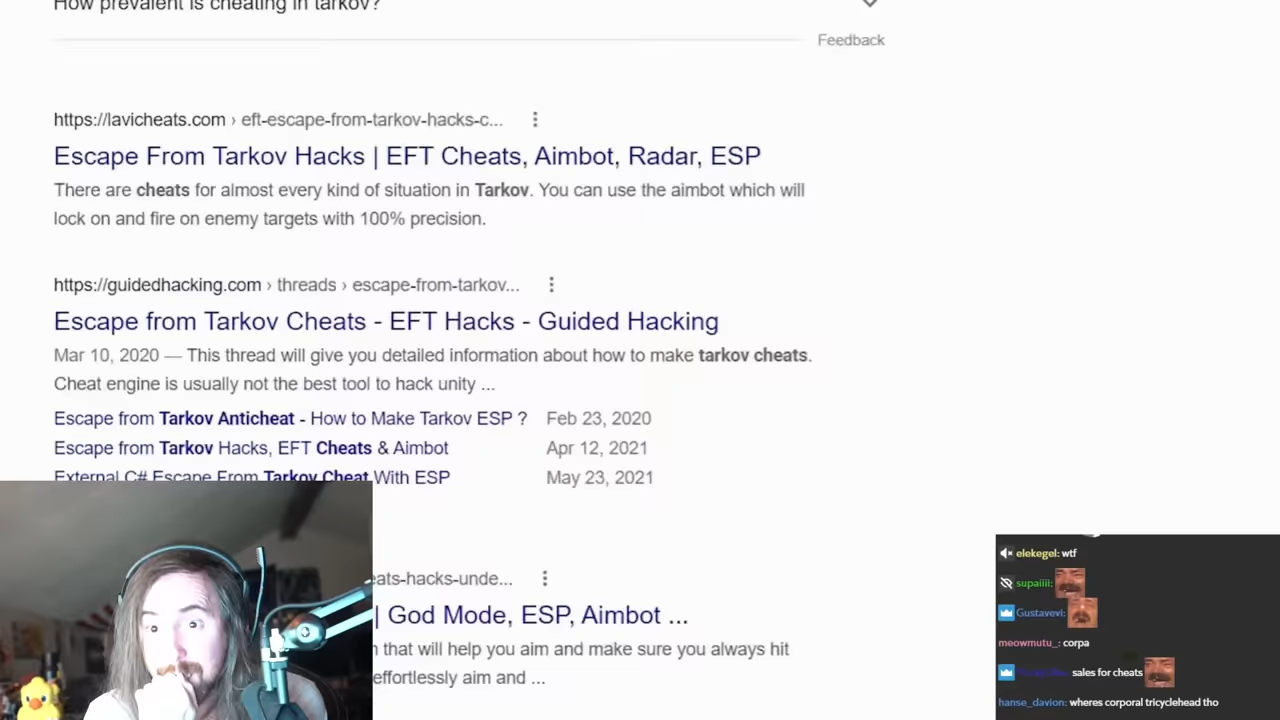 How prevalent is cheating in tarkov?
Feedback
https://lavicheats.com › eft-escape-from-tarkov-hacks-c...
Escape From Tarkov Hacks | EFT Cheats, Aimbot, Radar, ESP
There are cheats for almost every kind of situation in Tarkov. You can use the aimbot which will
lock on and fire on enemy targets with 100% precision.
https://guidedhacking.com › threads › escape-from-tarkov...
Escape from Tarkov Cheats - EFT Hacks - Guided Hacking
Mar 10, 2020 — This thread will give you detailed information about how to make tarkov cheats.
Cheat engine is usually not the best tool to hack unity ...
Escape from Tarkov Anticheat - How to Make Tarkov ESP ? Feb 23, 2020
Escape from Tarkov Hacks, EFT Cheats & Aimbot Apr 12, 2021
External C# Escape From Tarkov Cheat With ESP May 23, 2021
eats-hacks-unde...
| God Mode, ESP, Aimbot ...
that will help you aim and make sure you always hit
effortlessly aim and ...
elekegel: wtf
supaiiii:
Gustavevi:
meowmutu_: corpa
sales for cheats
hanse_davion: wheres corporal tricyclehead tho